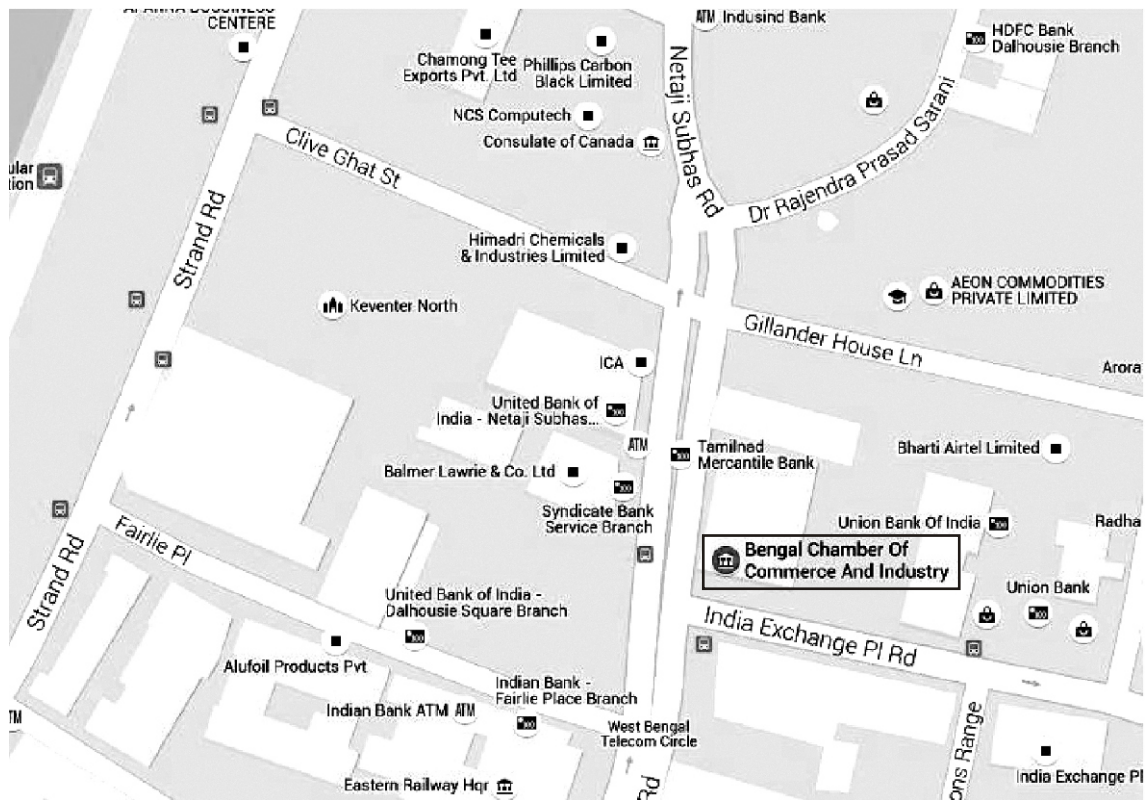 APARNA BUSSINESS
CENTERE
ATM Indusind Bank
HDFC Bank
Dalhousie Branch
Chamong Tee
Exports Pvt. Ltd
Phillips Carbon
Black Limited
Netaji Subhas Rd
NCS Computech
Consulate of Canada
Dr Rajendra Prasad Sarani
Clive Ghat St
Strand Rd
Himadri Chemicals
& Industries Limited
Keventer North
AEON COMMODITIES
PRIVATE LIMITED
Gillander House Ln
ICA
Arora
United Bank of
India - Netaji Subhas...
ATM
Tamilnad
Mercantile Bank
Bharti Airtel Limited
Balmer Lawrie & Co. Ltd
Syndicate Bank
Service Branch
Union Bank Of India
Radha
Fairlie Pl
Bengal Chamber Of
Commerce And Industry
Strand Rd
United Bank of India -
Dalhousie Square Branch
Union Bank
India Exchange Pl Rd
Alufoil Products Pvt
Indian Bank -
Fairlie Place Branch
Indian Bank ATM ATM
West Bengal
Telecom Circle
India Exchange Pl
Eastern Railway Hqr
Rd